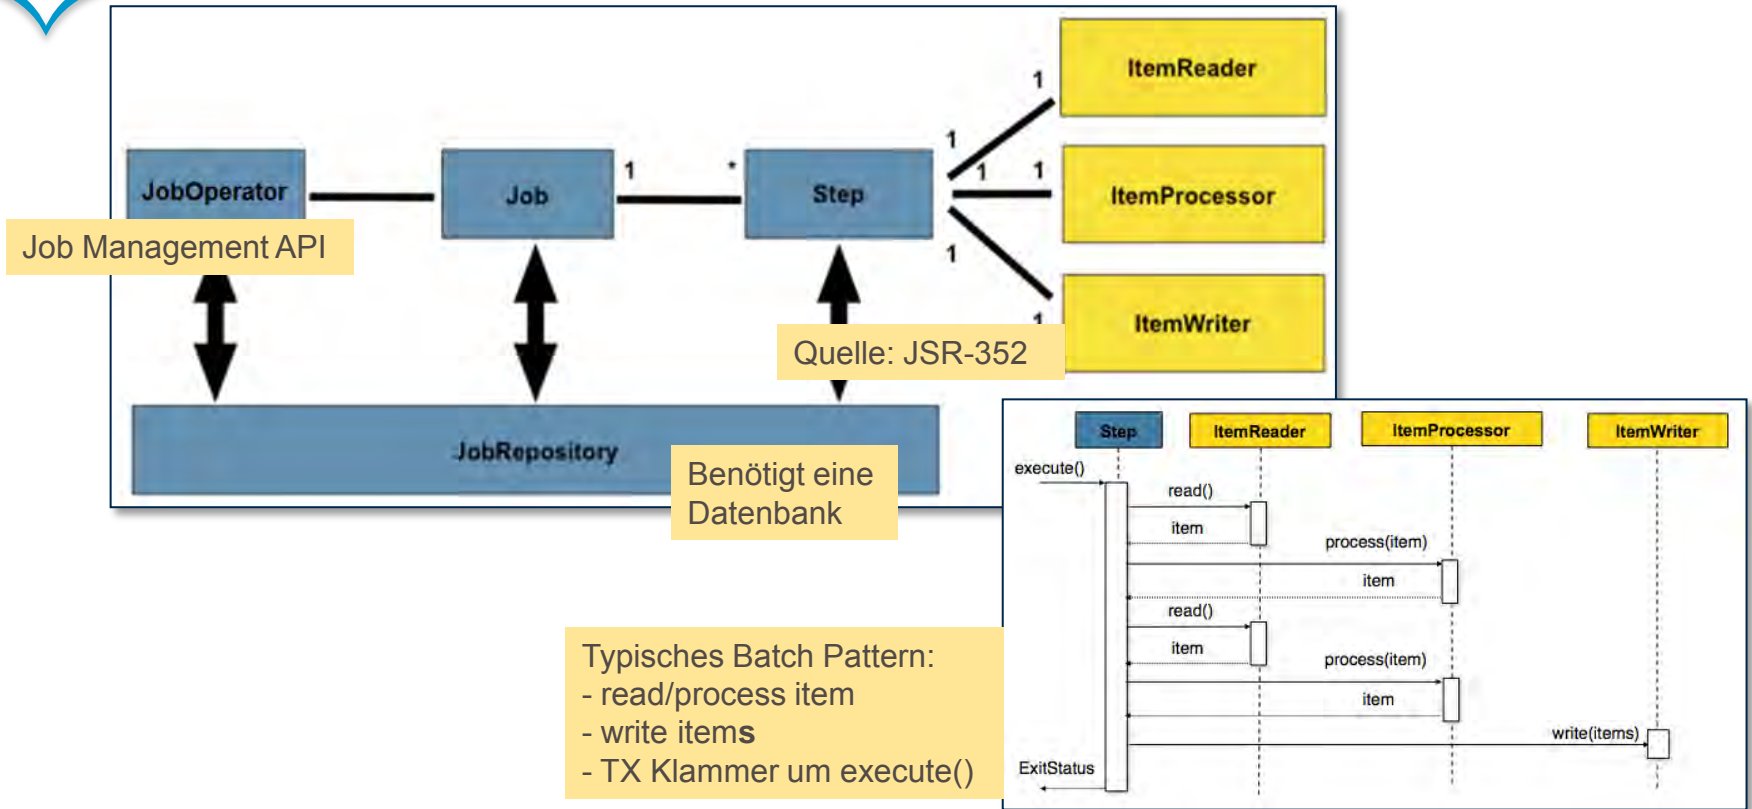 ItemReader
1
1
JobOperator
Job
1
*
Step
1
1
ItemProcessor
Job Management API
1
1
ItemWriter
Quelle: JSR-352
JobRepository
Benötigt eine
Datenbank
Step
ItemReader
ItemProcessor
ItemWriter
execute()
read()
item
process(item)
item
read()
item
process(item)
item
write(items)
ExitStatus
Typisches Batch Pattern:
- read/process item
- write items
- TX Klammer um execute()